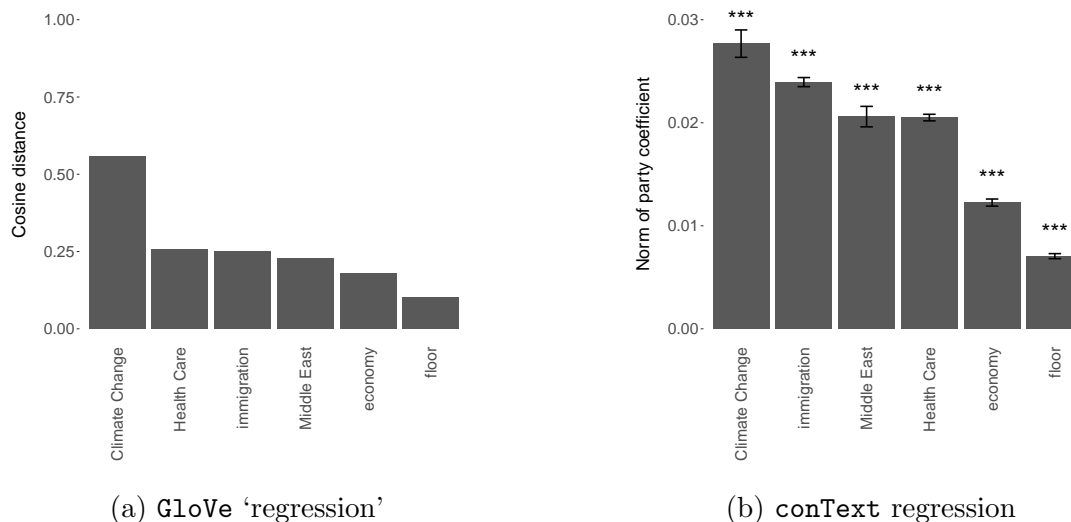 1.00
0.75
0.50
0.25
0.00
Cosine distance
Climate Change
Health Care
immigration
Middle East
economy
floor
(a) GloVe ‘regression’
0.03
0.02
0.01
0.00
Norm of party coefficient
***
***
***
***
***
***
Climate Change
immigration
Middle East
Health Care
economy
floor
(b) conText regression